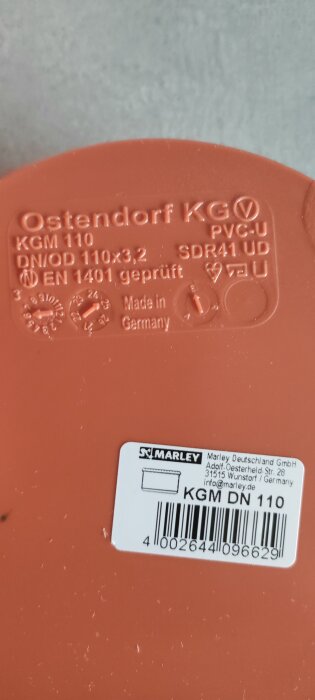 Ostendorf KG
KGM 110 PVC-U
DN/OD 110x3,2 SDR41 UD
EN 1401 geprüft U
Made in
Germany
MARLEY
Marley Deutschland GmbH
Adolf-Oesterheld-Str. 28
31515 Wunstorf / Germany
info@marley.de
KGM DN 110
4 002644 096629